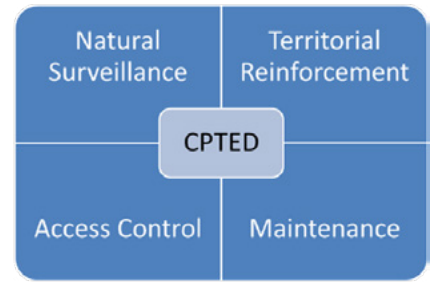 Natural
Surveillance
Territorial
Reinforcement
CPTED
Access Control
Maintenance